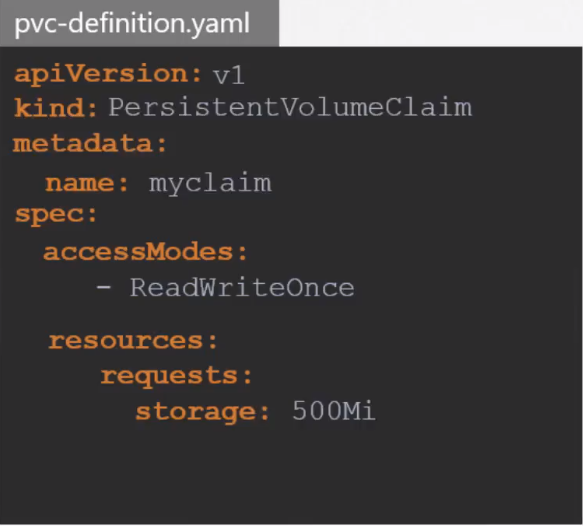 pvc-definition.yaml
apiVersion: v1
kind: PersistentVolumeClaim
metadata:
name: myclaim
spec:
accessModes:
- ReadWriteOnce
resources:
requests:
storage: 500Mi